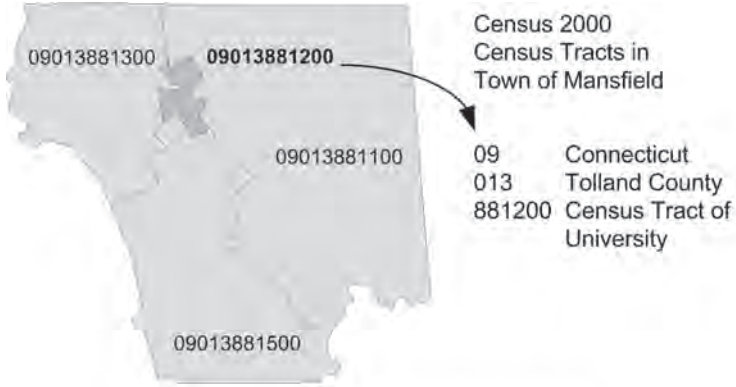 Census 2000
Census Tracts in
Town of Mansfield
09013881300
09013881200
09013881100
09013881500
09 Connecticut
013 Tolland County
881200 Census Tract of
University